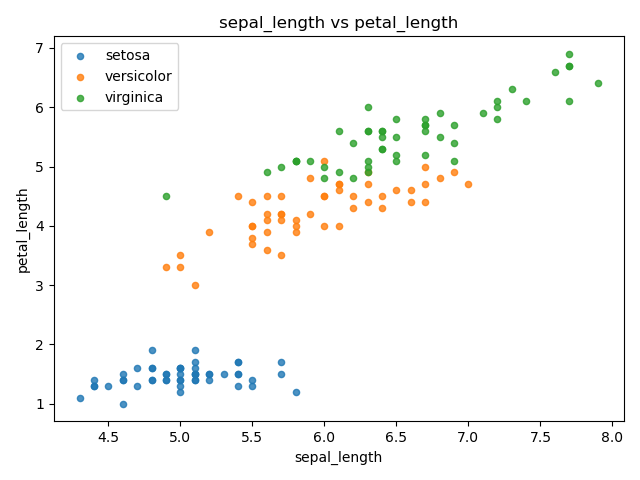 sepal_length vs petal_length
setosa
versicolor
virginica
petal_length
7
6
5
4
3
2
1
4.5 5.0 5.5 6.0 6.5 7.0 7.5 8.0
sepal_length